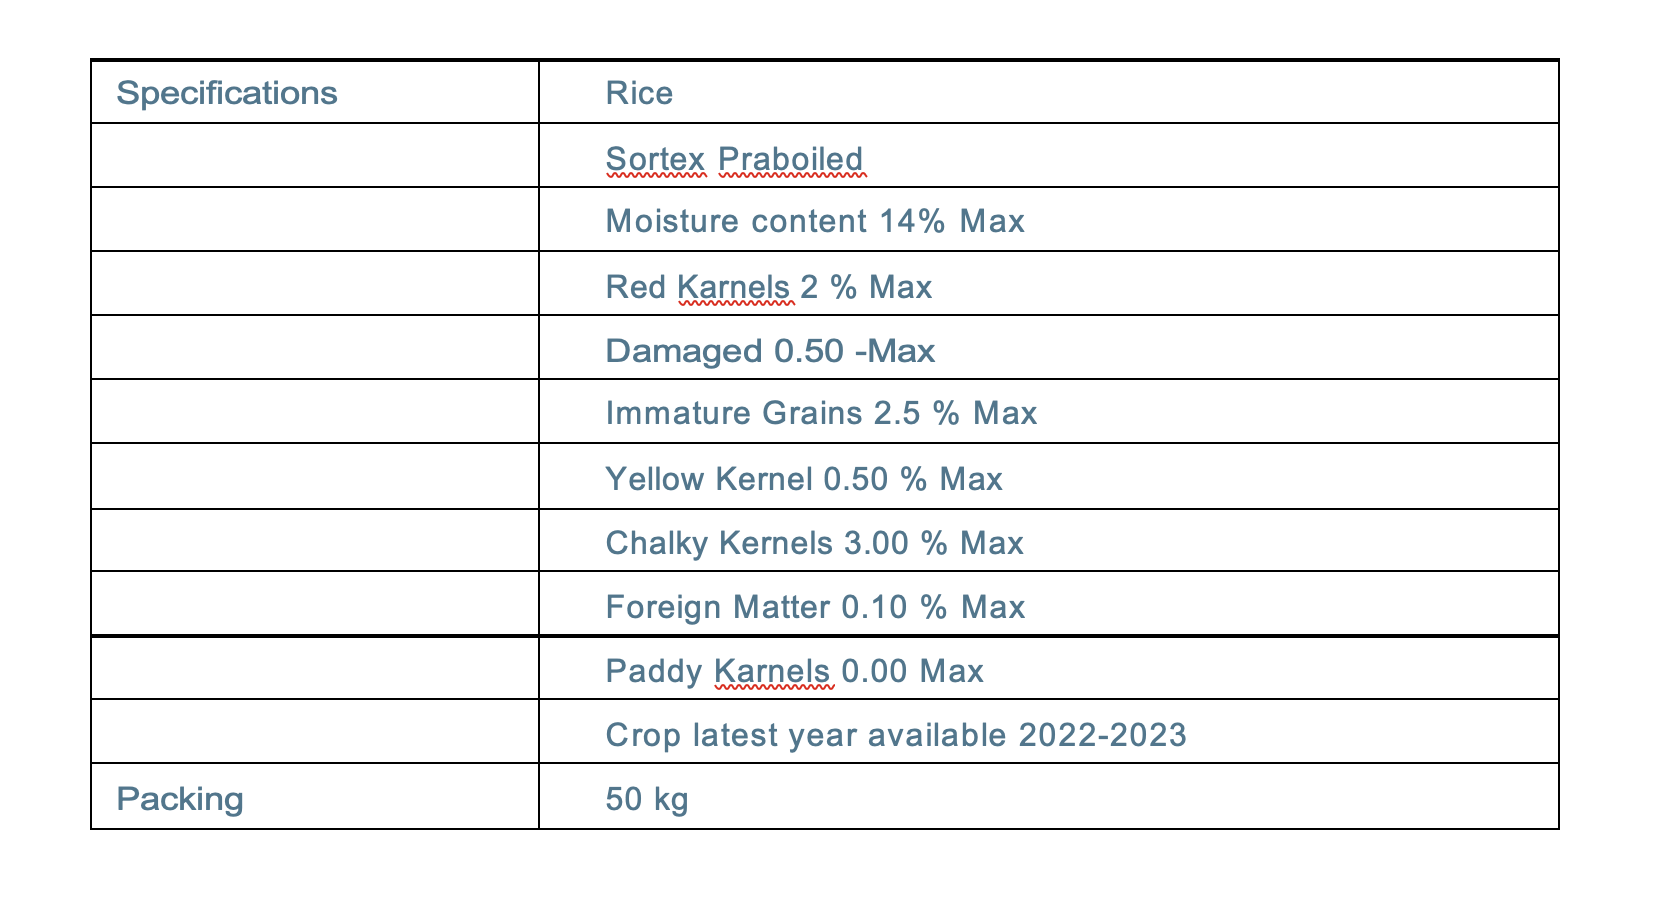 Specifications Rice
Sortex Praboiled
Moisture content 14% Max
Red Karnels 2 % Max
Damaged 0.50 -Max
Immature Grains 2.5 % Max
Yellow Kernel 0.50 % Max
Chalky Kernels 3.00 % Max
Foreign Matter 0.10 % Max
Paddy Karnels 0.00 Max
Crop latest year available 2022-2023
Packing 50 kg